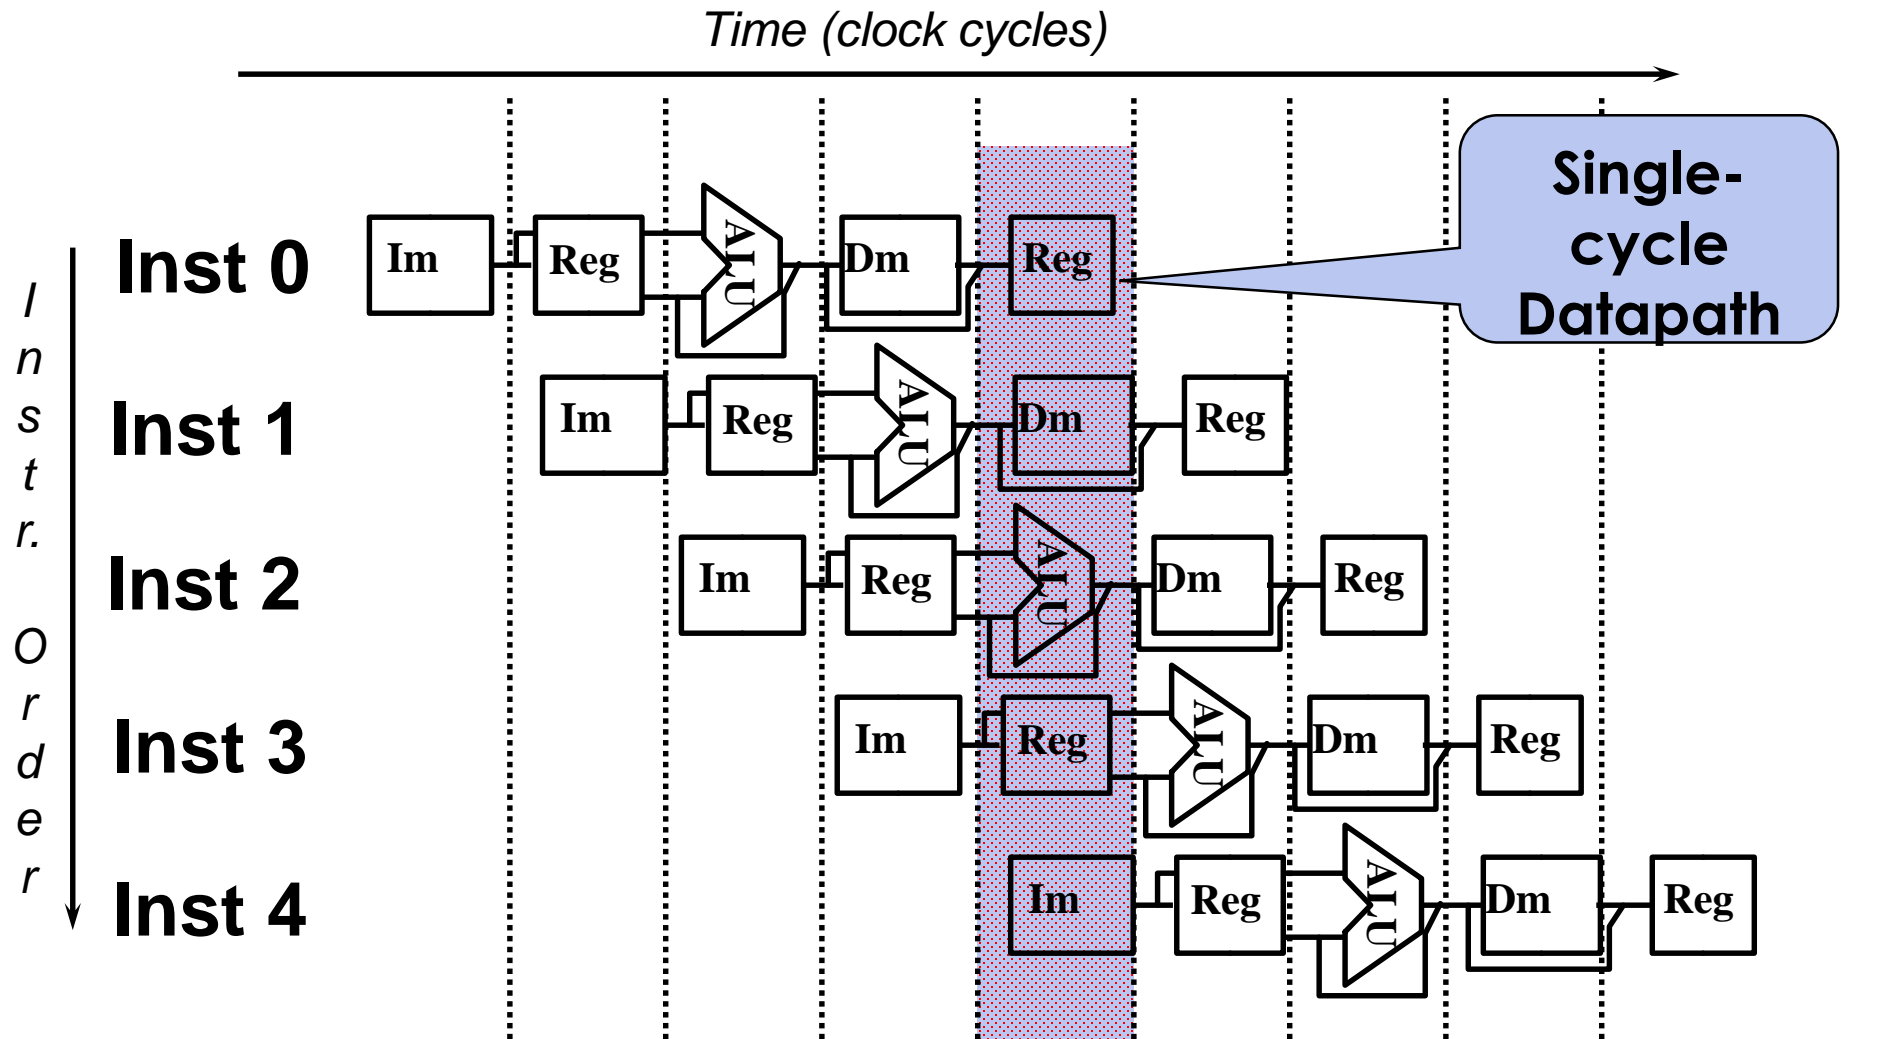 Time (clock cycles)
Single-
cycle
Datapath
Instr. Order
Inst 0
Im
Reg
ALU
Dm
Reg
Inst 1
Im
Reg
ALU
Dm
Reg
Inst 2
Im
Reg
ALU
Dm
Reg
Inst 3
Im
Reg
ALU
Dm
Reg
Inst 4
Im
Reg
ALU
Dm
Reg